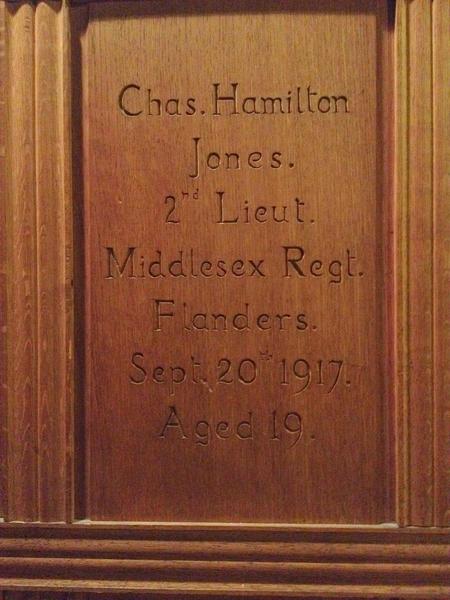 Chas. Hamilton
Jones.
2nd Lieut.
Middlesex Regt.
Flanders.
Sept. 20th 1917.
Aged 19.